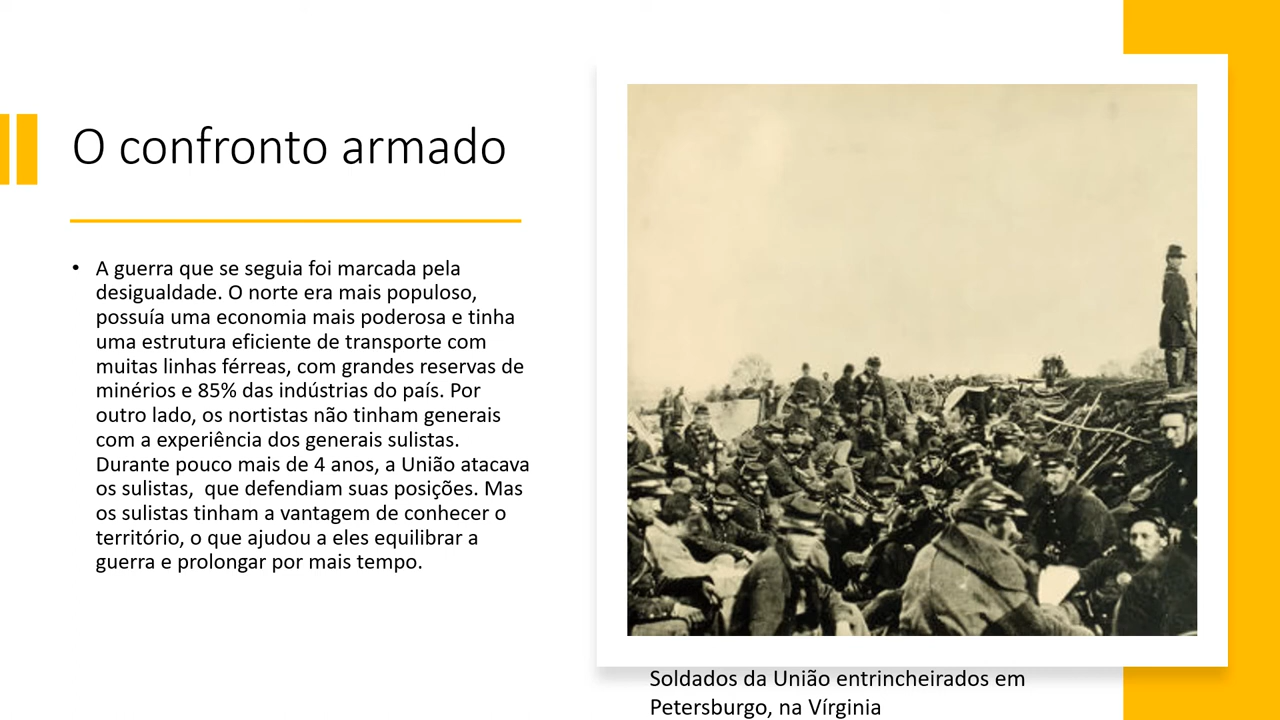 O confronto armado
• A guerra que se seguia foi marcada pela
desigualdade. O norte era mais populoso,
possuía uma economia mais poderosa e tinha
uma estrutura eficiente de transporte com
muitas linhas férreas, com grandes reservas de
minérios e 85% das indústrias do país. Por
outro lado, os nortistas não tinham generais
com a experiência dos generais sulistas.
Durante pouco mais de 4 anos, a União atacava
os sulistas,  que defendiam suas posições. Mas
os sulistas tinham a vantagem de conhecer o
território, o que ajudou a eles equilibrar a
guerra e prolongar por mais tempo.
Soldados da União entrincheirados em
Petersburgo, na Vírginia